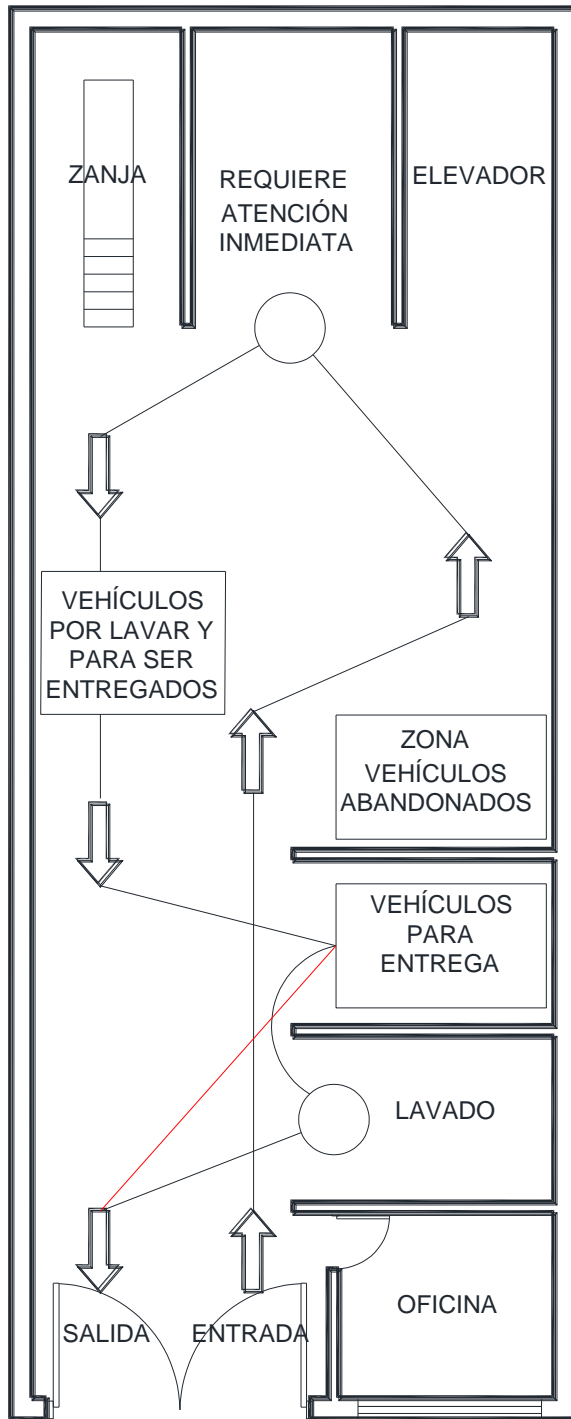 ZANJA
REQUIERE
ATENCIÓN
INMEDIATA
ELEVADOR
VEHÍCULOS
POR LAVAR Y
PARA SER
ENTREGADOS
ZONA
VEHÍCULOS
ABANDONADOS
VEHÍCULOS
PARA
ENTREGA
LAVADO
OFICINA
SALIDA
ENTRADA